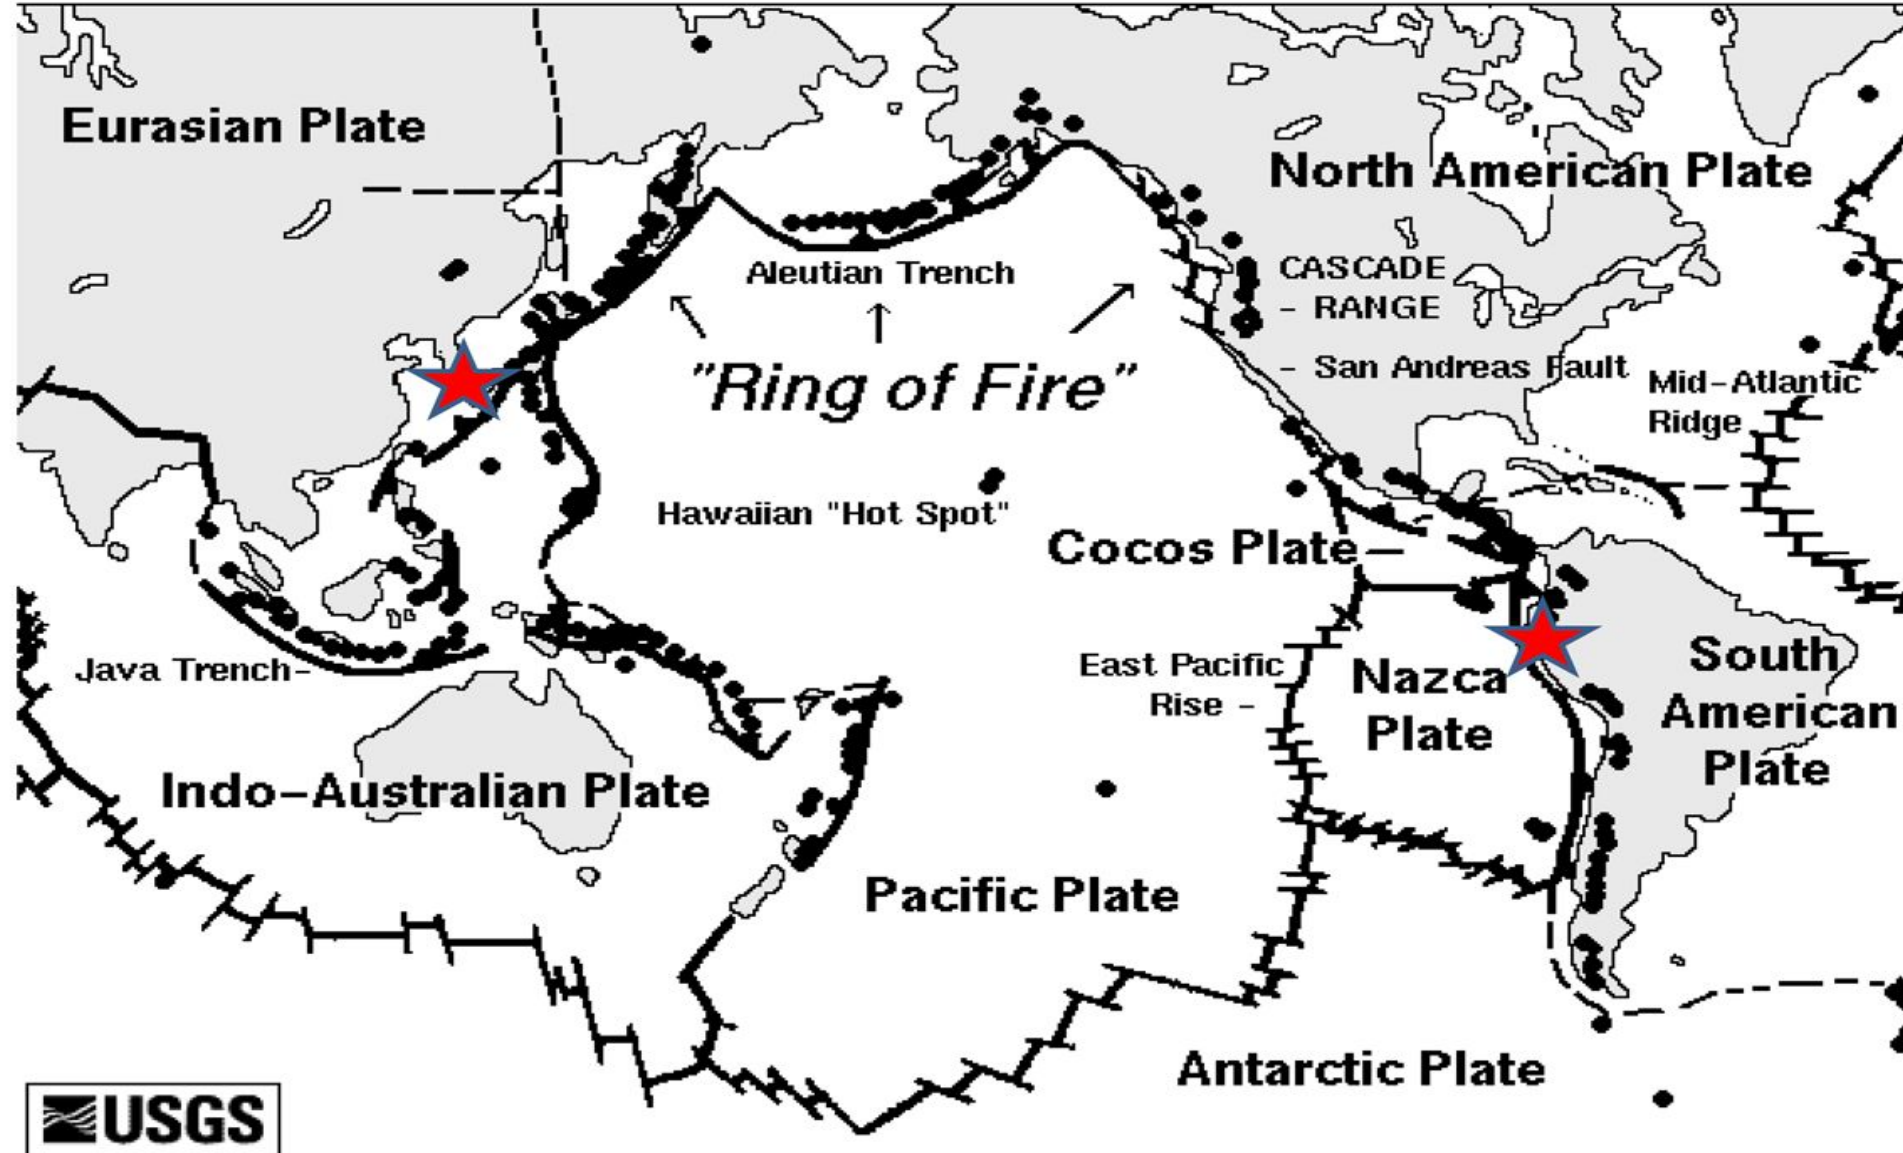 Eurasian Plate
North American Plate
Aleutian Trench
CASCADE
- RANGE
"Ring of Fire"
- San Andreas Fault
Mid-Atlantic
Ridge
Hawaiian "Hot Spot"
Cocos Plate
Java Trench-
East Pacific
Rise -
Nazca
Plate
South
American
Plate
Indo-Australian Plate
Pacific Plate
Antarctic Plate
USGS